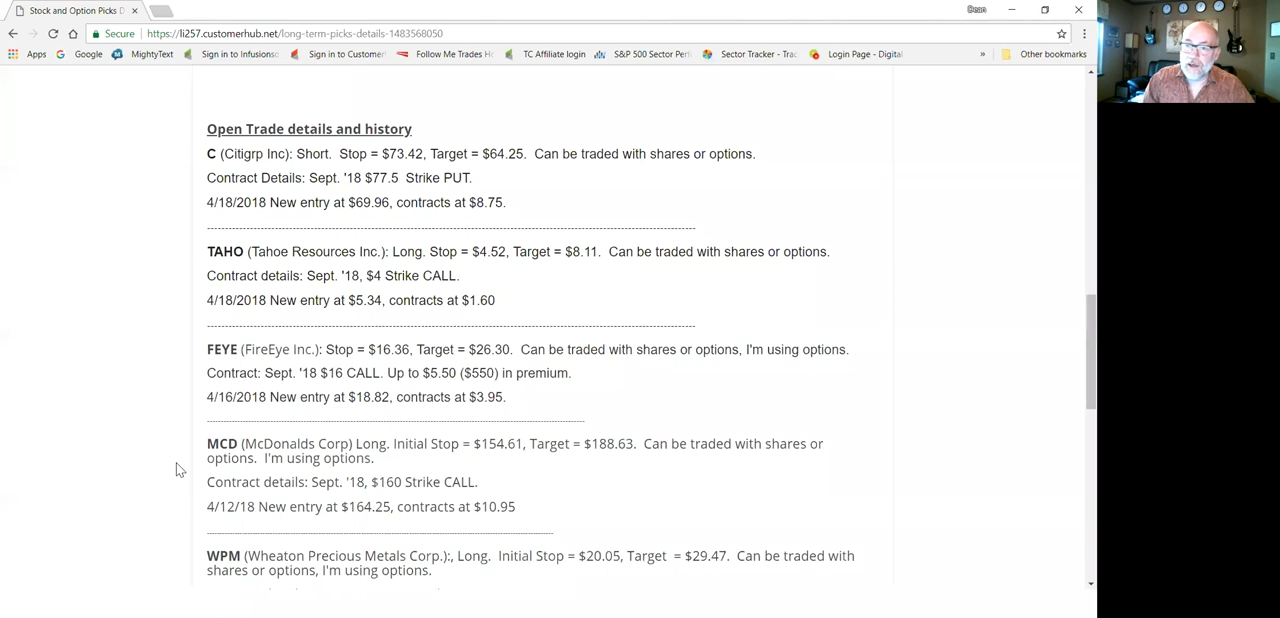 Stock and Option Picks D
Dean
Secure
https://li257.customerhub.net/long-term-picks-details-1483568050
Apps
Google
MightyText
Sign in to Infusionso
Sign in to Customer
Follow Me Trades Ho
TC Affiliate login
S&P 500 Sector Perf
Sector Tracker - Trac
Login Page - Digital
»
Other bookmarks
Open Trade details and history
C (Citigrp Inc): Short. Stop = $73.42, Target = $64.25. Can be traded with shares or options.
Contract Details: Sept. '18 $77.5 Strike PUT.
4/18/2018 New entry at $69.96, contracts at $8.75.
TAHO (Tahoe Resources Inc.): Long. Stop = $4.52, Target = $8.11. Can be traded with shares or options.
Contract details: Sept. '18, $4 Strike CALL.
4/18/2018 New entry at $5.34, contracts at $1.60
FEYE (FireEye Inc.): Stop = $16.36, Target = $26.30. Can be traded with shares or options, I'm using options.
Contract: Sept. '18 $16 CALL. Up to $5.50 ($550) in premium.
4/16/2018 New entry at $18.82, contracts at $3.95.
MCD (McDonalds Corp) Long. Initial Stop = $154.61, Target = $188.63. Can be traded with shares or
options. I'm using options.
Contract details: Sept. '18, $160 Strike CALL.
4/12/18 New entry at $164.25, contracts at $10.95
WPM (Wheaton Precious Metals Corp.):, Long. Initial Stop = $20.05, Target = $29.47. Can be traded with
shares or options, I'm using options.